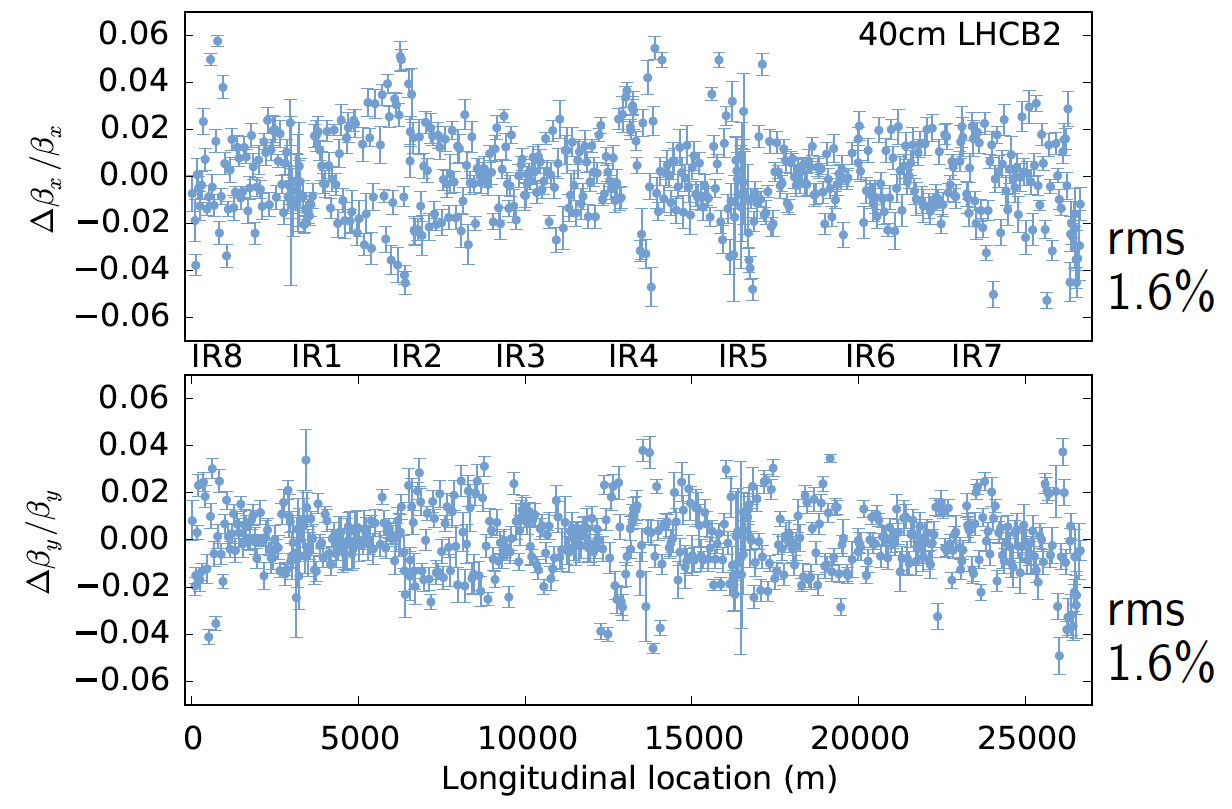 40cm LHCB2
0.06
0.04
0.02
0.00
−0.02
−0.04
−0.06
Δβx/βx
rms
1.6%
IR8 IR1 IR2 IR3 IR4 IR5 IR6 IR7
0.06
0.04
0.02
0.00
−0.02
−0.04
−0.06
Δβy/βy
rms
1.6%
0 5000 10000 15000 20000 25000
Longitudinal location (m)